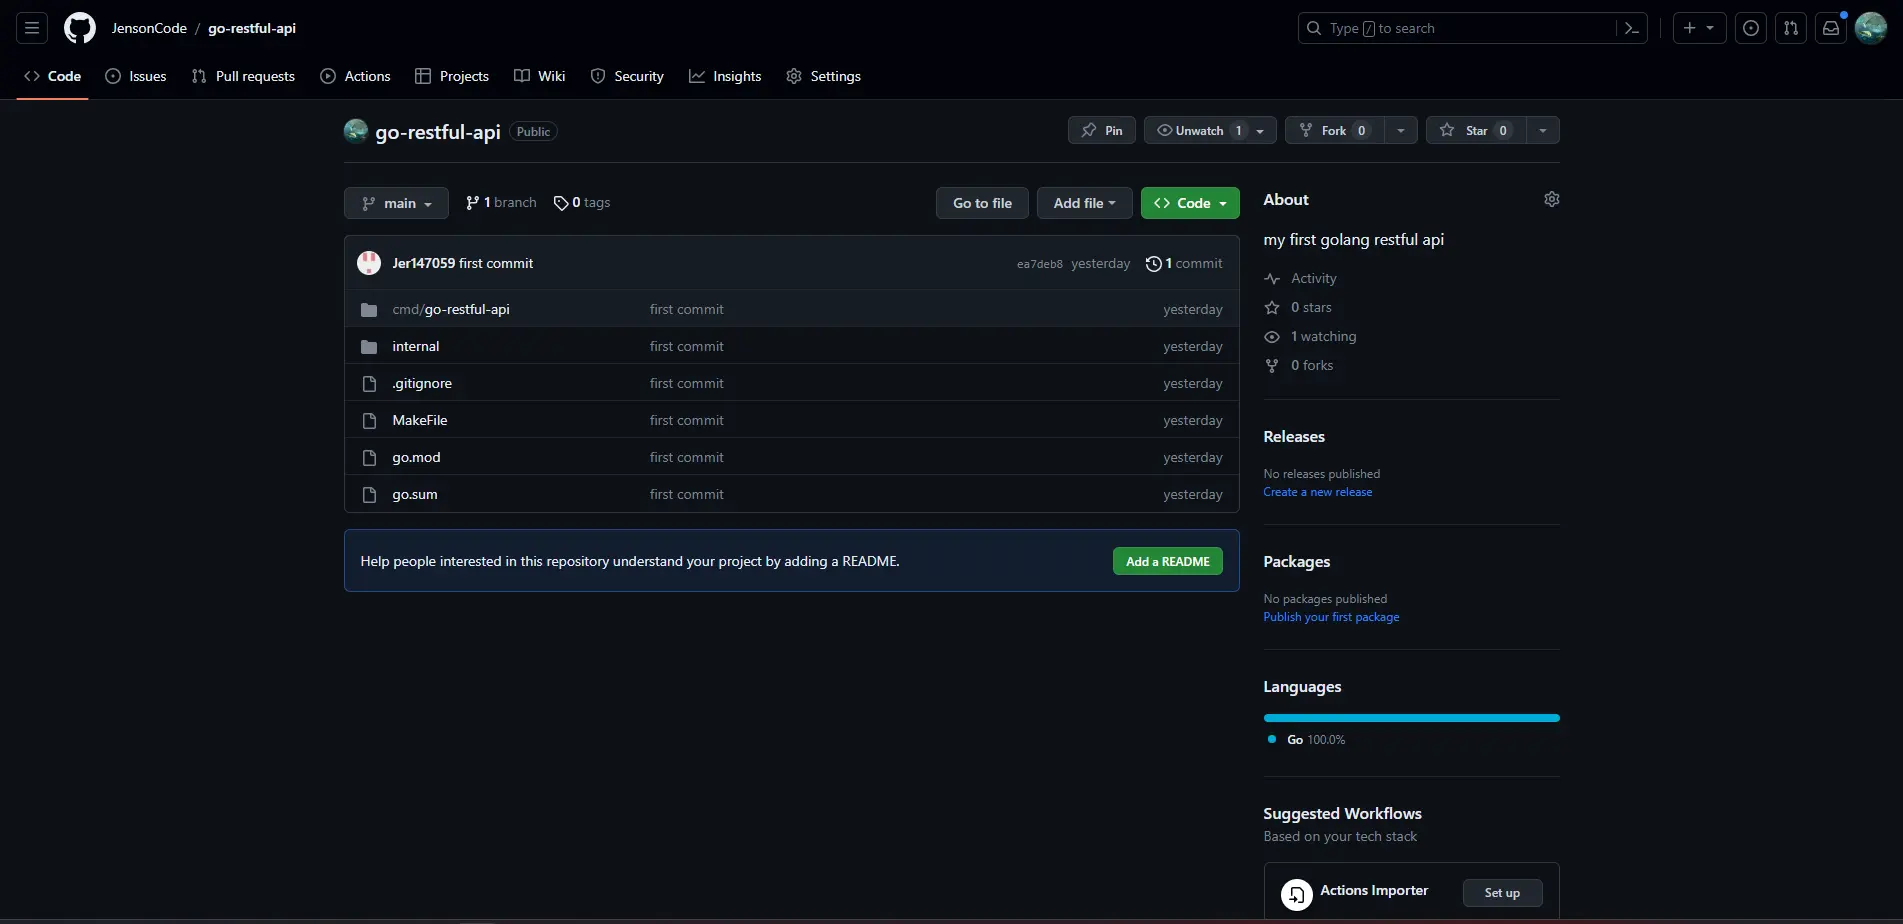 JensonCode / go-restful-api
Type / to search
Code Issues Pull requests Actions Projects Wiki Security Insights Settings
go-restful-api Public
Pin Unwatch 1 Fork 0 Star 0
main 1 branch 0 tags Go to file Add file Code
Jer147059 first commit ea7deb8 yesterday 1 commit
cmd/go-restful-api first commit yesterday
internal first commit yesterday
.gitignore first commit yesterday
MakeFile first commit yesterday
go.mod first commit yesterday
go.sum first commit yesterday
Help people interested in this repository understand your project by adding a README. Add a README
About
my first golang restful api
Activity
0 stars
1 watching
0 forks
Releases
No releases published
Create a new release
Packages
No packages published
Publish your first package
Languages
Go 100.0%
Suggested Workflows
Based on your tech stack
Actions Importer Set up